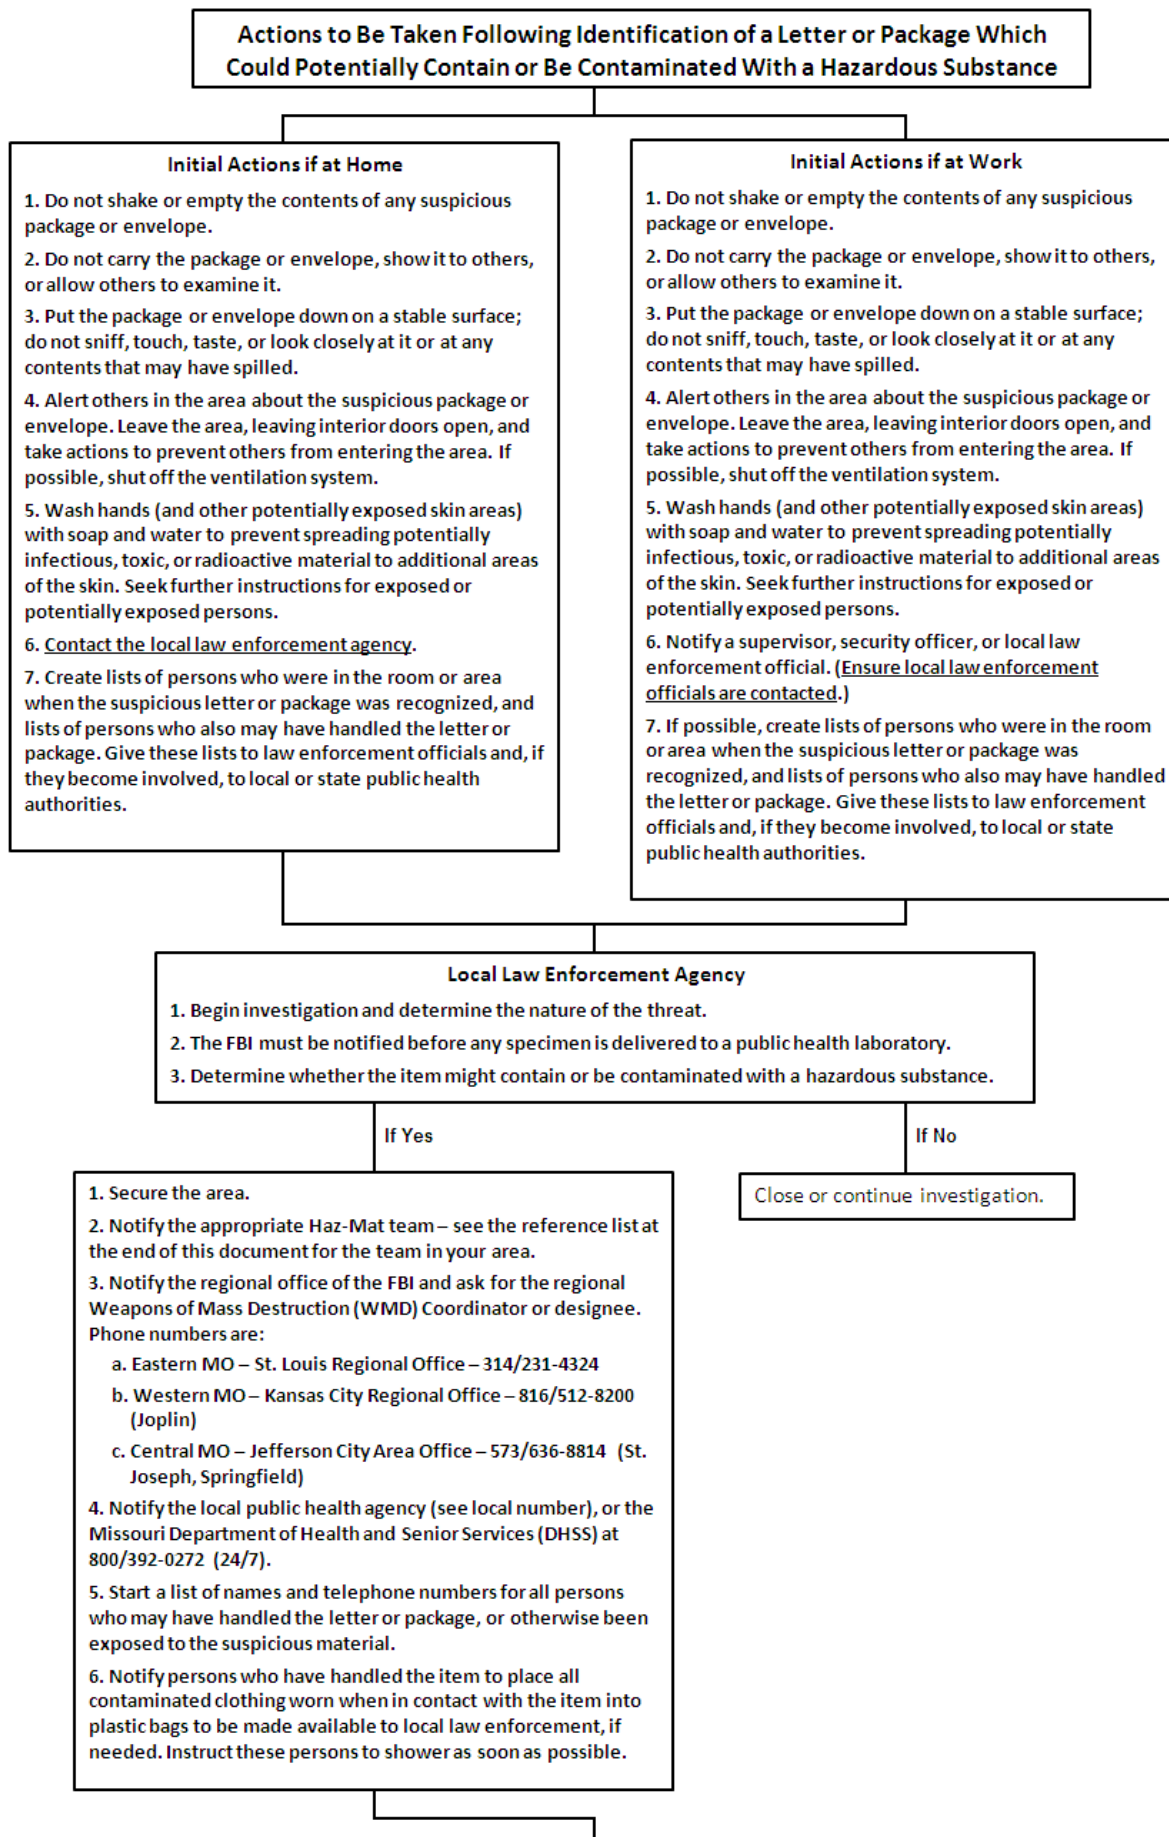 Actions to Be Taken Following Identification of a Letter or Package Which
Could Potentially Contain or Be Contaminated With a Hazardous Substance
Initial Actions if at Home
1. Do not shake or empty the contents of any suspicious
package or envelope.
2. Do not carry the package or envelope, show it to others,
or allow others to examine it.
3. Put the package or envelope down on a stable surface;
do not sniff, touch, taste, or look closely at it or at any
contents that may have spilled.
4. Alert others in the area about the suspicious package or
envelope. Leave the area, leaving interior doors open, and
take actions to prevent others from entering the area. If
possible, shut off the ventilation system.
5. Wash hands (and other potentially exposed skin areas)
with soap and water to prevent spreading potentially
infectious, toxic, or radioactive material to additional areas
of the skin. Seek further instructions for exposed or
potentially exposed persons.
6. Contact the local law enforcement agency.
7. Create lists of persons who were in the room or area
when the suspicious letter or package was recognized, and
lists of persons who also may have handled the letter or
package. Give these lists to law enforcement officials and, if
they become involved, to local or state public health
authorities.
Initial Actions if at Work
1. Do not shake or empty the contents of any suspicious
package or envelope.
2. Do not carry the package or envelope, show it to others,
or allow others to examine it.
3. Put the package or envelope down on a stable surface;
do not sniff, touch, taste, or look closely at it or at any
contents that may have spilled.
4. Alert others in the area about the suspicious package or
envelope. Leave the area, leaving interior doors open, and
take actions to prevent others from entering the area. If
possible, shut off the ventilation system.
5. Wash hands (and other potentially exposed skin areas)
with soap and water to prevent spreading potentially
infectious, toxic, or radioactive material to additional areas
of the skin. Seek further instructions for exposed or
potentially exposed persons.
6. Notify a supervisor, security officer, or local law
enforcement official. (Ensure local law enforcement
officials are contacted.)
7. If possible, create lists of persons who were in the room
or area when the suspicious letter or package was
recognized, and lists of persons who also may have handled
the letter or package. Give these lists to law enforcement
officials and, if they become involved, to local or state
public health authorities.
Local Law Enforcement Agency
1. Begin investigation and determine the nature of the threat.
2. The FBI must be notified before any specimen is delivered to a public health laboratory.
3. Determine whether the item might contain or be contaminated with a hazardous substance.
If Yes
If No
1. Secure the area.
2. Notify the appropriate Haz-Mat team – see the reference list at
the end of this document for the team in your area.
3. Notify the regional office of the FBI and ask for the regional
Weapons of Mass Destruction (WMD) Coordinator or designee.
Phone numbers are:
a. Eastern MO – St. Louis Regional Office – 314/231-4324
b. Western MO – Kansas City Regional Office – 816/512-8200
(Joplin)
c. Central MO – Jefferson City Area Office – 573/636-8814 (St.
Joseph, Springfield)
4. Notify the local public health agency (see local number), or the
Missouri Department of Health and Senior Services (DHSS) at
800/392-0272 (24/7).
5. Start a list of names and telephone numbers for all persons
who may have handled the letter or package, or otherwise been
exposed to the suspicious material.
6. Notify persons who have handled the item to place all
contaminated clothing worn when in contact with the item into
plastic bags to be made available to local law enforcement, if
needed. Instruct these persons to shower as soon as possible.
Close or continue investigation.